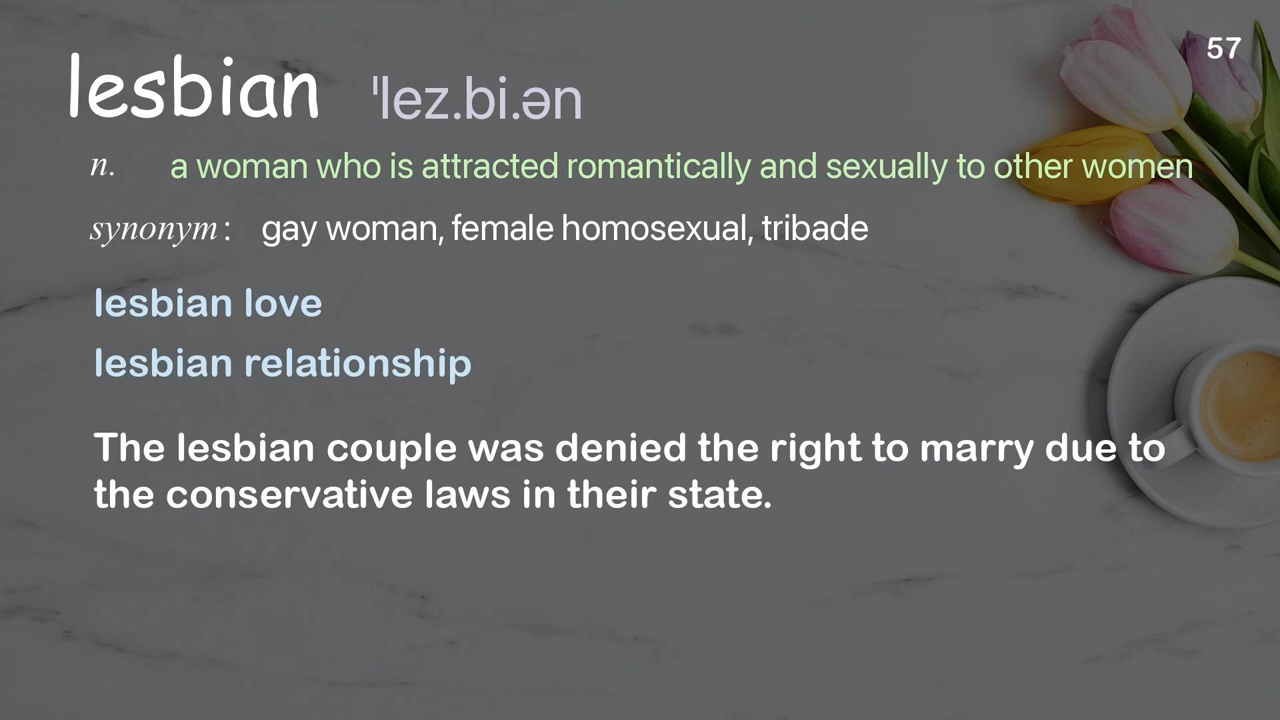 57
lesbian ˈlez.bi.ən
n. a woman who is attracted romantically and sexually to other women
synonym : gay woman, female homosexual, tribade
lesbian love
lesbian relationship
The lesbian couple was denied the right to marry due to
the conservative laws in their state.